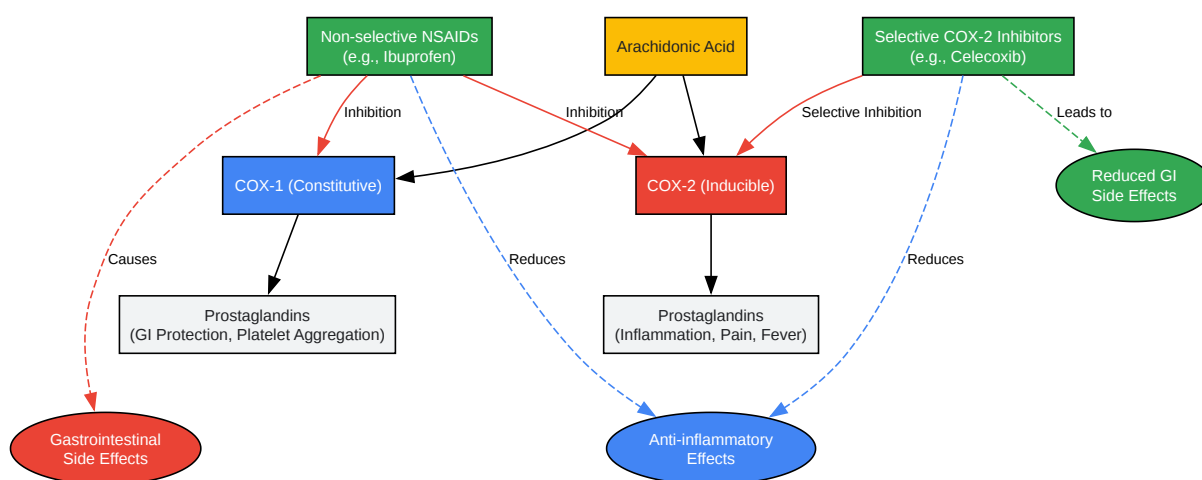 Non-selective NSAIDs
(e.g., Ibuprofen)
Arachidonic Acid
Selective COX-2 Inhibitors
(e.g., Celecoxib)
Inhibition
Inhibition
Selective Inhibition
Leads to
COX-1 (Constitutive)
COX-2 (Inducible)
Reduced GI
Side Effects
Causes
Reduces
Reduces
Prostaglandins
(GI Protection, Platelet Aggregation)
Prostaglandins
(Inflammation, Pain, Fever)
Gastrointestinal
Side Effects
Anti-inflammatory
Effects